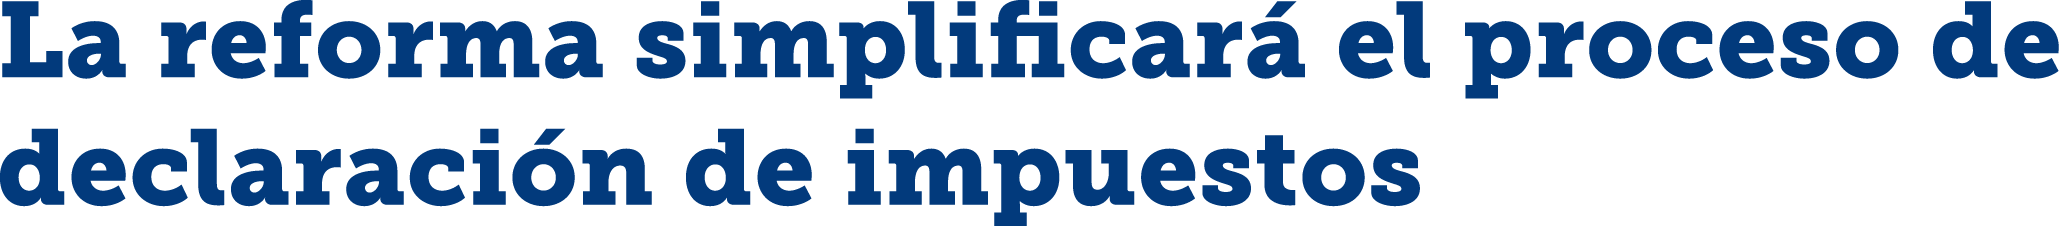 La reforma simplificará el proceso de
declaración de impuestos